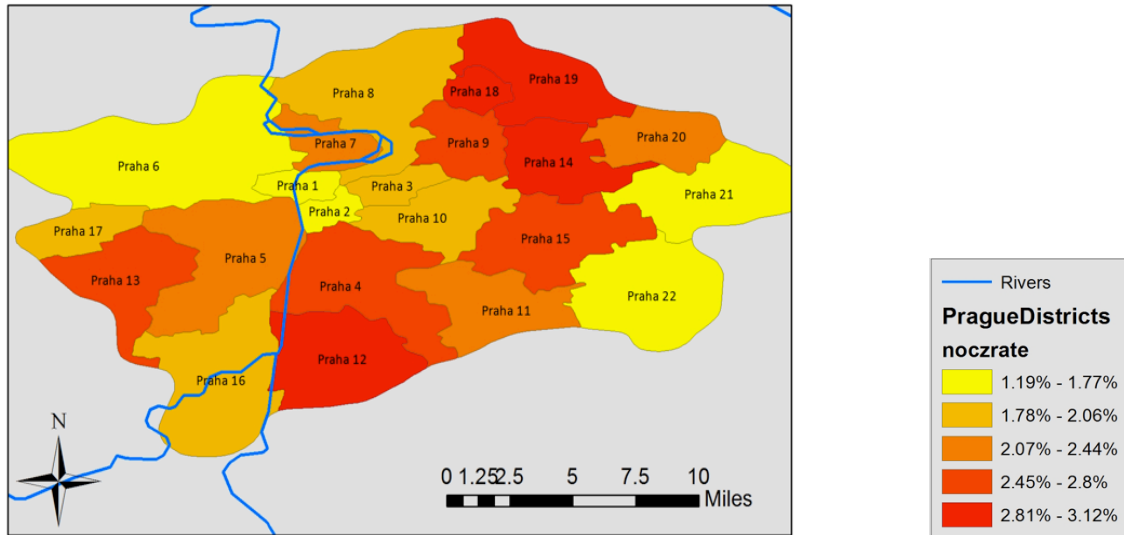 Praha 19
Praha 8
Praha 18
Praha 20
Praha 7
Praha 9
Praha 14
Praha 6
Praha 1
Praha 3
Praha 21
Praha 2
Praha 10
Praha 17
Praha 15
Praha 5
Praha 13
Praha 4
Praha 22
Praha 11
Praha 12
Praha 16
N
0 1.25 2.5 5 7.5 10
Miles
Rivers
PragueDistricts
noczrate
1.19% - 1.77%
1.78% - 2.06%
2.07% - 2.44%
2.45% - 2.8%
2.81% - 3.12%